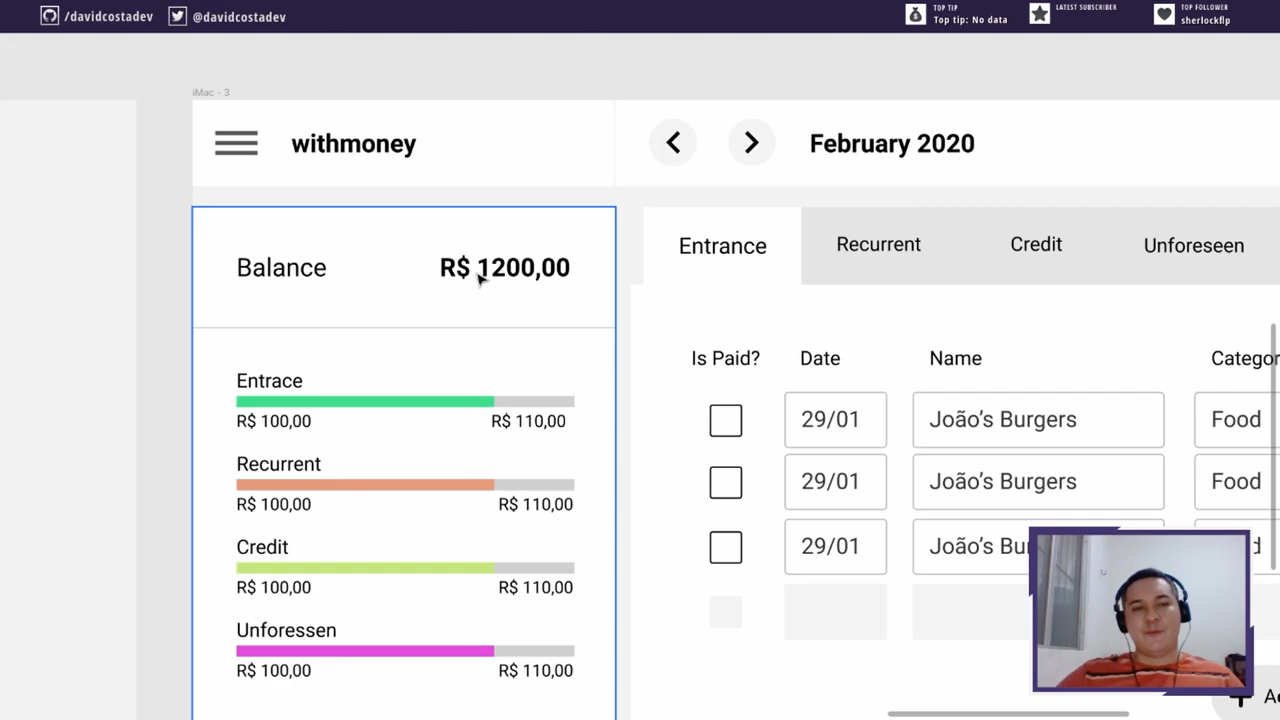 /davidcostadev
@davidcostadev
TOP TIP
Top tip: No data
LATEST SUBSCRIBER
TOP FOLLOWER
sherlockflp
iMac - 3
withmoney
February 2020
Balance
R$ 1200,00
Entrace
R$ 100,00 R$ 110,00
Recurrent
R$ 100,00 R$ 110,00
Credit
R$ 100,00 R$ 110,00
Unforessen
R$ 100,00 R$ 110,00
Entrance Recurrent Credit Unforeseen
Is Paid? Date Name Categor
29/01 João’s Burgers Food
29/01 João’s Burgers Food
29/01 João’s Bu d